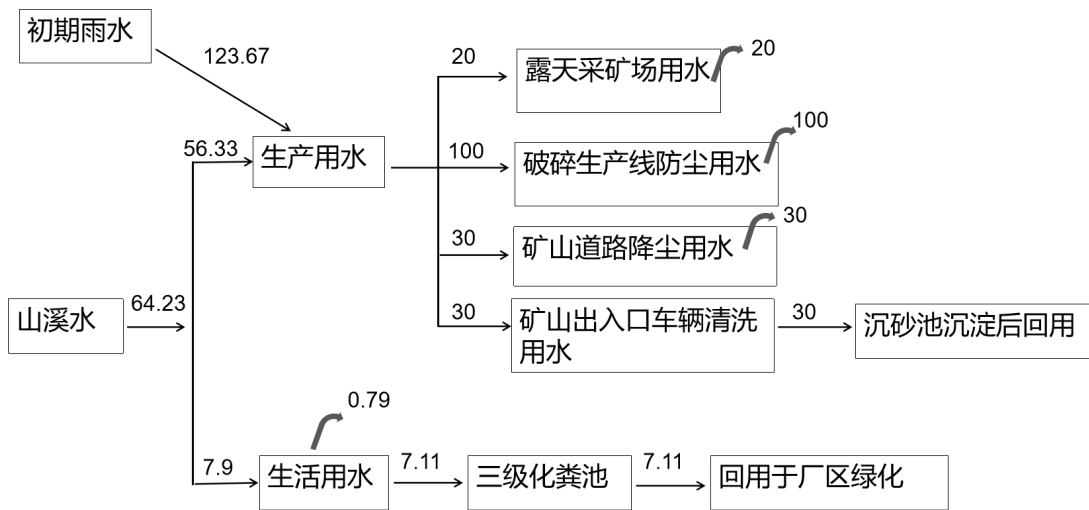 初期雨水
123.67
20
露天采矿场用水
20
56.33
生产用水
100
破碎生产线防尘用水
100
30
矿山道路降尘用水
30
山溪水
64.23
30
矿山出入口车辆清洗
用水
30
沉砂池沉淀后回用
0.79
7.9
生活用水
7.11
三级化粪池
7.11
回用于厂区绿化